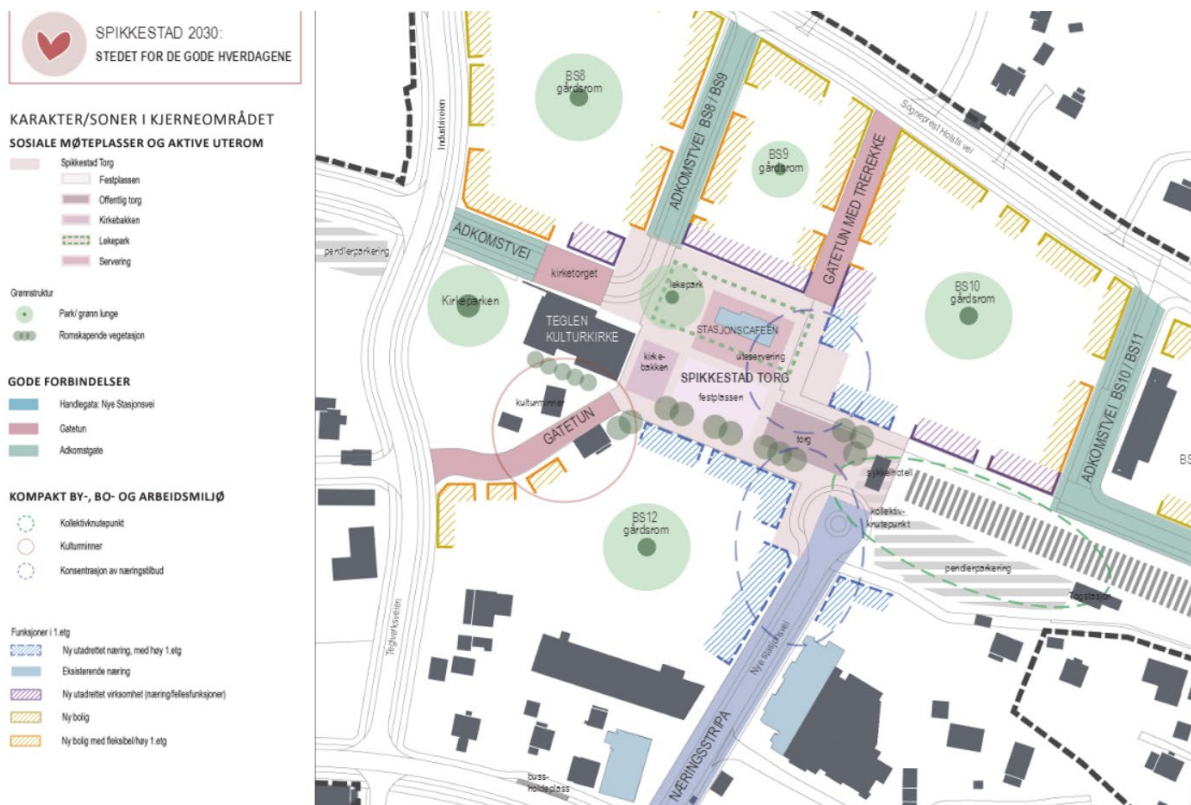 SPIKKESTAD 2030:
STEDET FOR DE GODE HVERDAGENE
KARAKTER/SONER I KJERNEOMRÅDET
SOSIALE MØTEPLASSER OG AKTIVE UTEROM
Spikkestad Torg
Festplassen
Offentlig torg
Kirkebakken
Lekepark
Servering
Grønnstruktur
Park/ grønn lunge
Romskapende vegetasjon
GODE FORBINDELSER
Handlegata: Nye Stasjonsvei
Gatetun
Adkomstgate
KOMPAKT BY-, BO- OG ARBEIDSMILJØ
Kollektivknutepunkt
Kulturminner
Konsentrasjon av næringstilbud
Funksjoner i 1.etg
Ny utadrettet næring, med høy 1.etg
Eksisterende næring
Ny utadrettet virksomhet (næring/fellesfunksjoner)
Ny bolig
Ny bolig med fleksibel/høy 1.etg
BS8
gårdsrom
Industriveien
ADKOMSTVEI BS8 / BS9
BS9
gårdsrom
GATETUN MED TREREKKE
Sogneprest Holsts vei
pendlerparkering
ADKOMSTVEI
kirketorget
Kirkeparken
TEGLEN
KULTURKIRKE
lekepark
STASJONSCAFEEN
uteservering
kirke-
bakken
SPIKKESTAD TORG
festplassen
BS10
gårdsrom
ADKOMSTVEI BS10 / BS11
BS
kulturminner
GATETUN
torg
sykkelhotell
kollektiv-
knutepunkt
pendlerparkering
Togstasjon
BS12
gårdsrom
Teglverksveien
Nye stasjonsvei
NÆRINGSSTRIPA
buss-
holdeplass